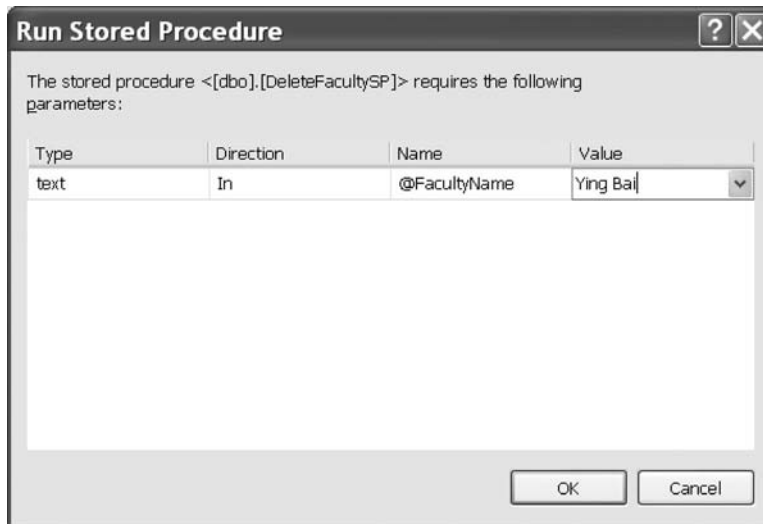 Run Stored Procedure
The stored procedure <[dbo].[DeleteFacultySP]> requires the following
parameters:
Type Direction Name Value
text In @FacultyName Ying Bai
OK Cancel